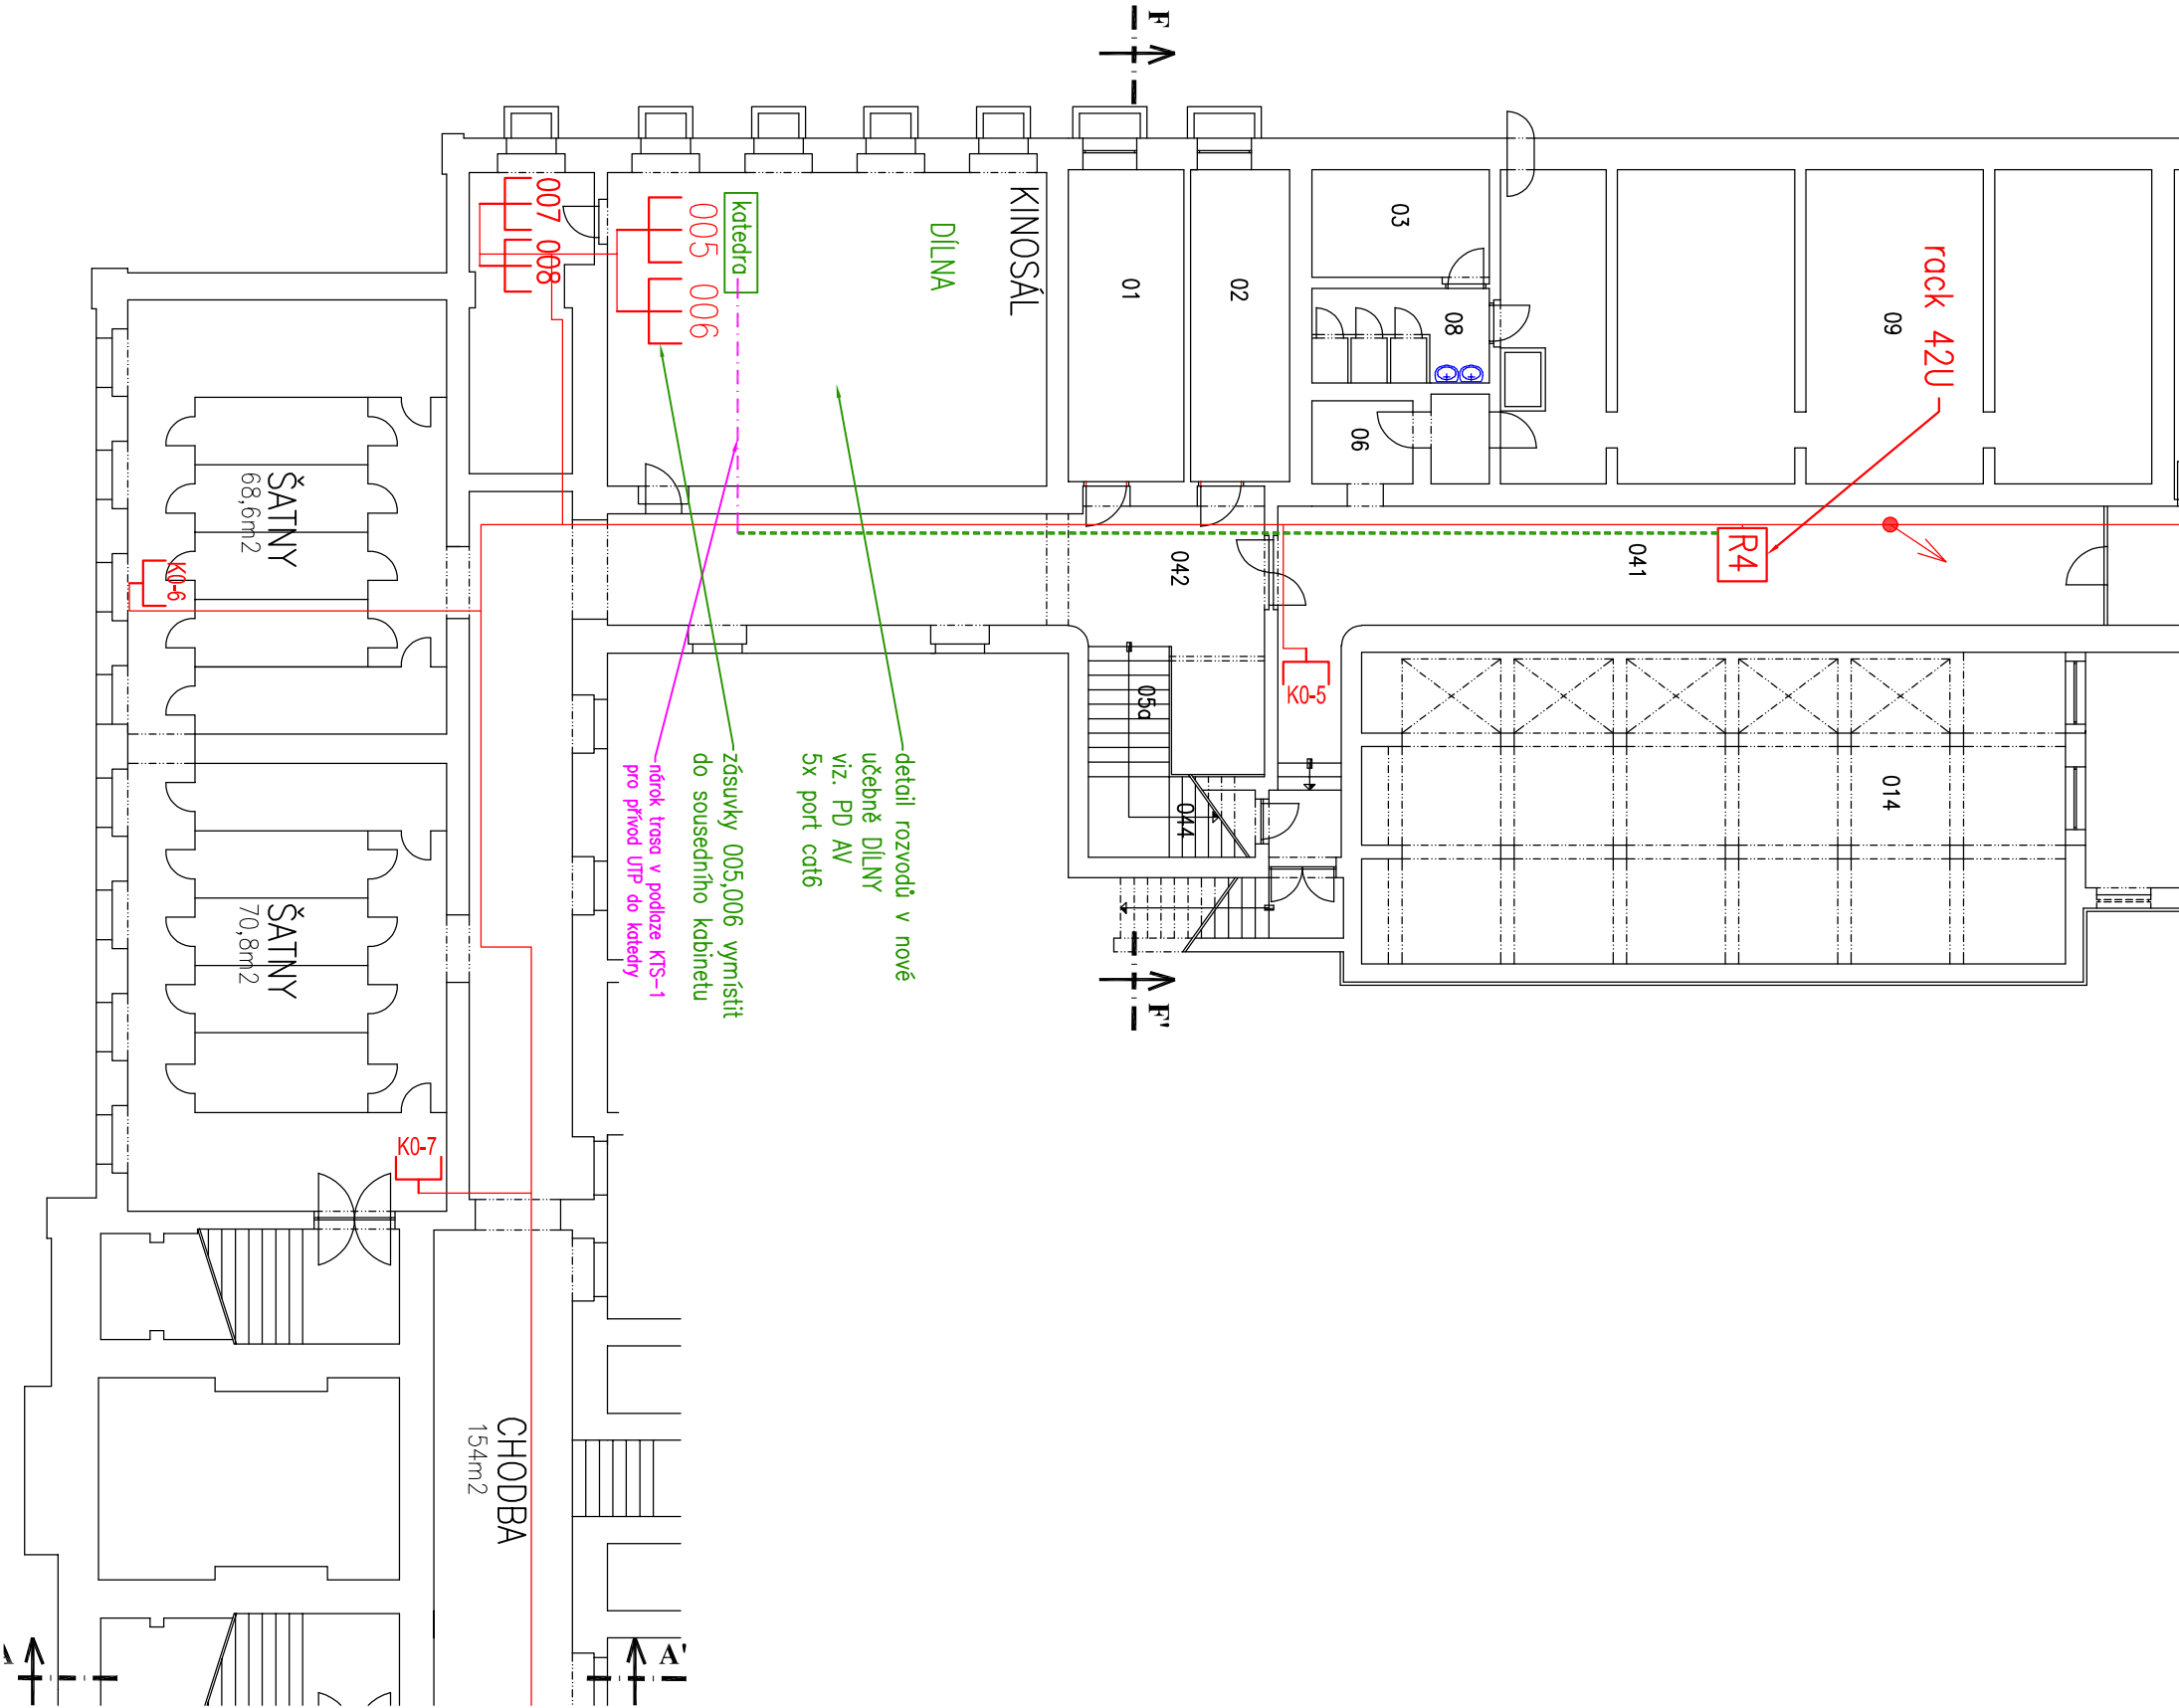 F
KINOSÁL
DÍLNA
katedra
005 006
007 008
01
02
03
08
06
09
rack 42U
R4
041
042
K0-5
05a
044
014
ŠATNY
68,6m2
K0-6
detail rozvodů v nové
učebně DÍLNY
viz. PD AV
5x port cat6
zásuvky 005,006 vymístit
do sousedního kabinetu
nárok trasa v podlaze KTS-1
pro přívod UTP do katedry
ŠATNY
70,8m2
F'
K0-7
CHODBA
154m2
A'